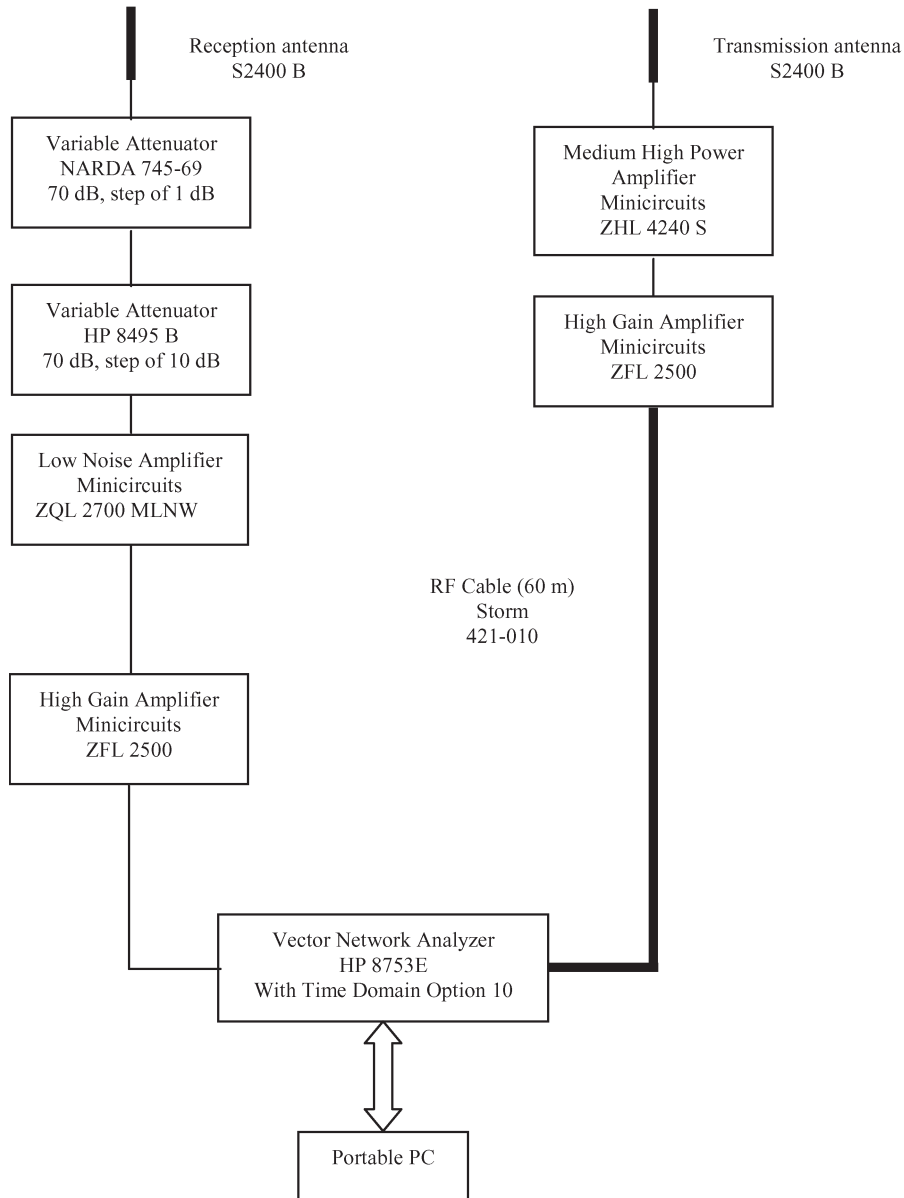 Reception antenna
S2400 B
Transmission antenna
S2400 B
Variable Attenuator
NARDA 745-69
70 dB, step of 1 dB
Medium High Power
Amplifier
Minicircuits
ZHL 4240 S
Variable Attenuator
HP 8495 B
70 dB, step of 10 dB
High Gain Amplifier
Minicircuits
ZFL 2500
Low Noise Amplifier
Minicircuits
ZQL 2700 MLNW
RF Cable (60 m)
Storm
421-010
High Gain Amplifier
Minicircuits
ZFL 2500
Vector Network Analyzer
HP 8753E
With Time Domain Option 10
Portable PC